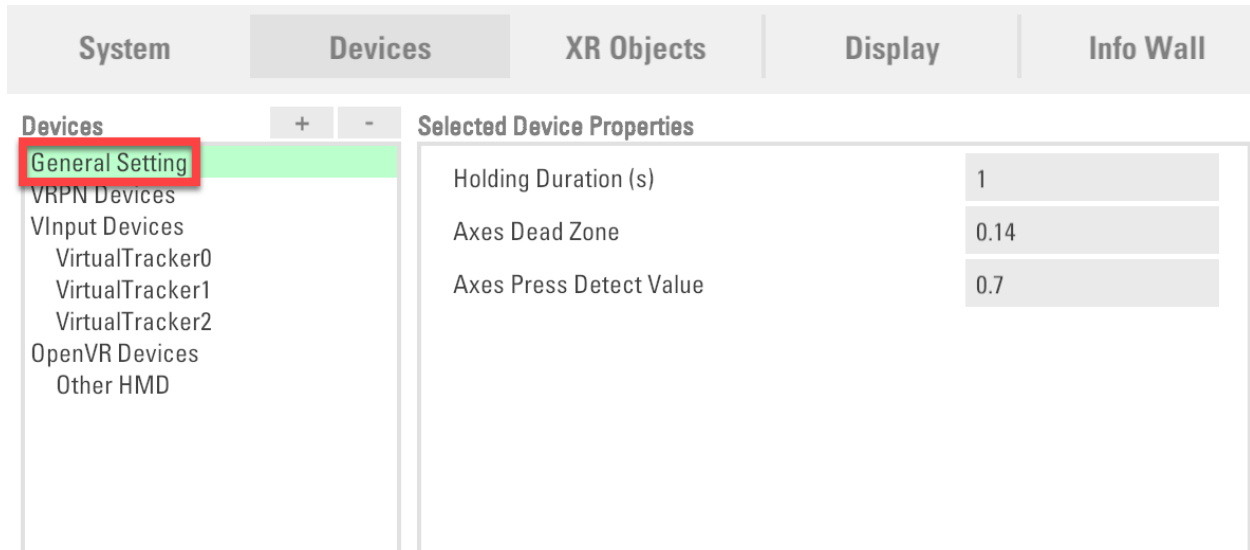 System Devices XR Objects Display Info Wall
Devices + -
General Setting
VRPN Devices
VInput Devices
VirtualTracker0
VirtualTracker1
VirtualTracker2
OpenVR Devices
Other HMD
Selected Device Properties
Holding Duration (s) 1
Axes Dead Zone 0.14
Axes Press Detect Value 0.7